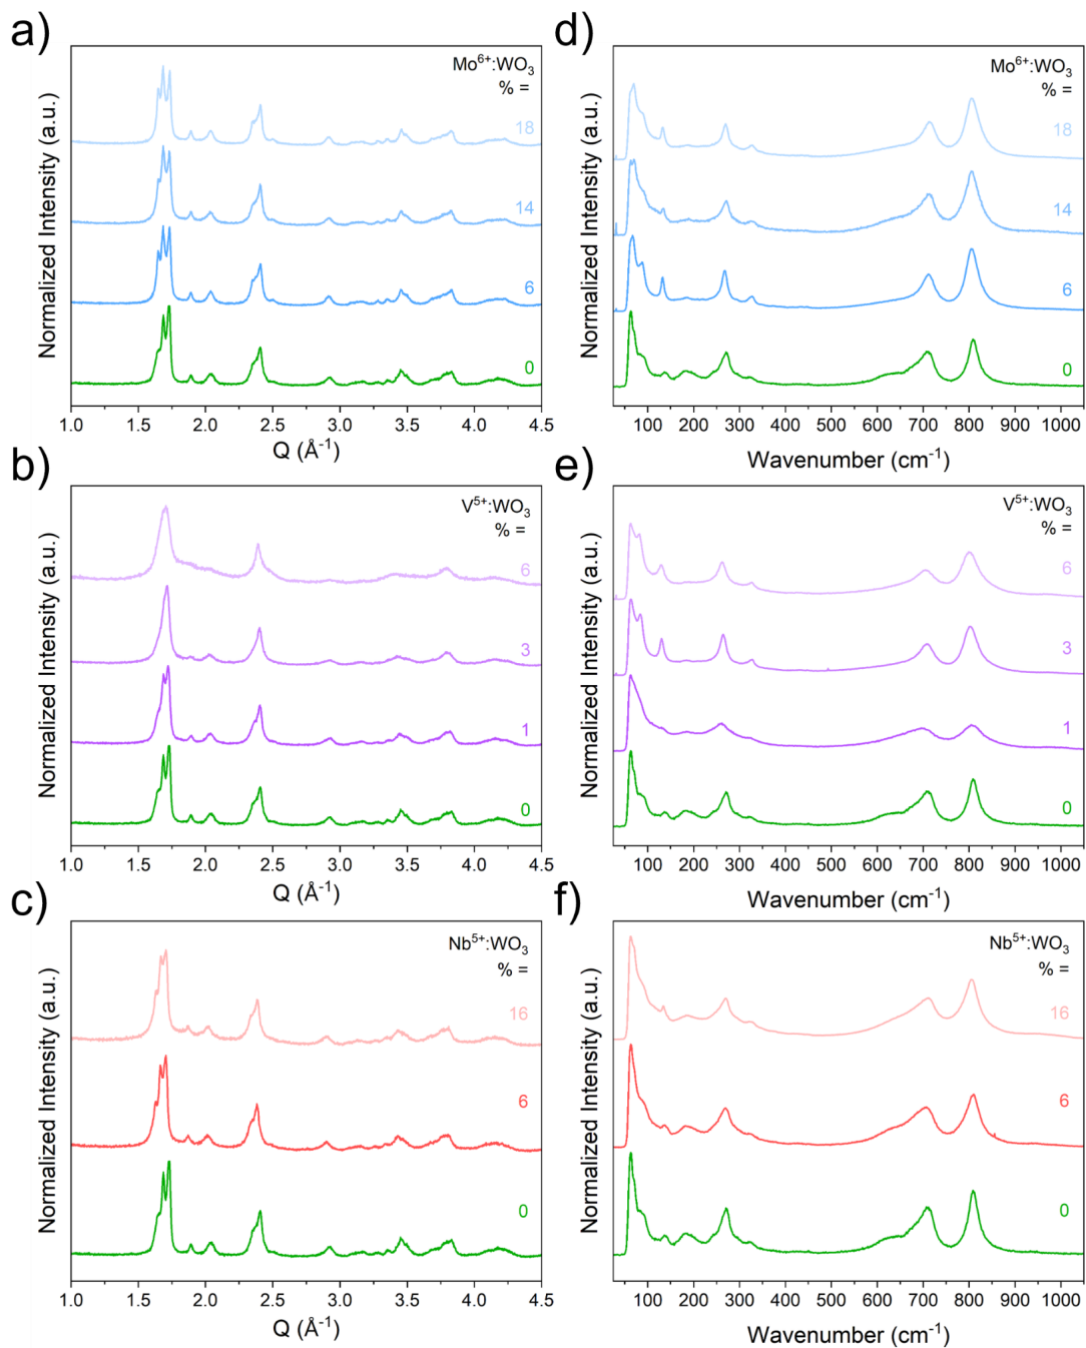 a)
Normalized Intensity (a.u.)
Mo⁶⁺:WO₃
% =
18
14
6
0
1.0 1.5 2.0 2.5 3.0 3.5 4.0 4.5
Q (Å⁻¹)
d)
Normalized Intensity (a.u.)
Mo⁶⁺:WO₃
% =
18
14
6
0
100 200 300 400 500 600 700 800 900 1000
Wavenumber (cm⁻¹)
b)
Normalized Intensity (a.u.)
V⁵⁺:WO₃
% =
6
3
1
0
1.0 1.5 2.0 2.5 3.0 3.5 4.0 4.5
Q (Å⁻¹)
e)
Normalized Intensity (a.u.)
V⁵⁺:WO₃
% =
6
3
1
0
100 200 300 400 500 600 700 800 900 1000
Wavenumber (cm⁻¹)
c)
Normalized Intensity (a.u.)
Nb⁵⁺:WO₃
% =
16
6
0
1.0 1.5 2.0 2.5 3.0 3.5 4.0 4.5
Q (Å⁻¹)
f)
Normalized Intensity (a.u.)
Nb⁵⁺:WO₃
% =
16
6
0
100 200 300 400 500 600 700 800 900 1000
Wavenumber (cm⁻¹)